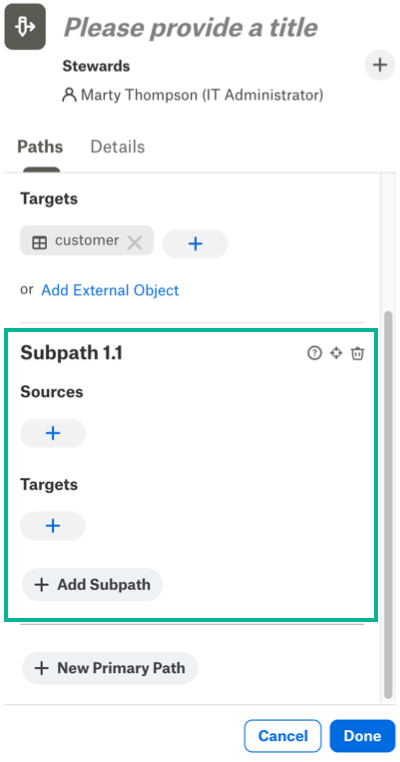 Please provide a title
Stewards
Marty Thompson (IT Administrator)
Paths Details
Targets
customer
or Add External Object
Subpath 1.1
Sources
Targets
Add Subpath
New Primary Path
Cancel Done